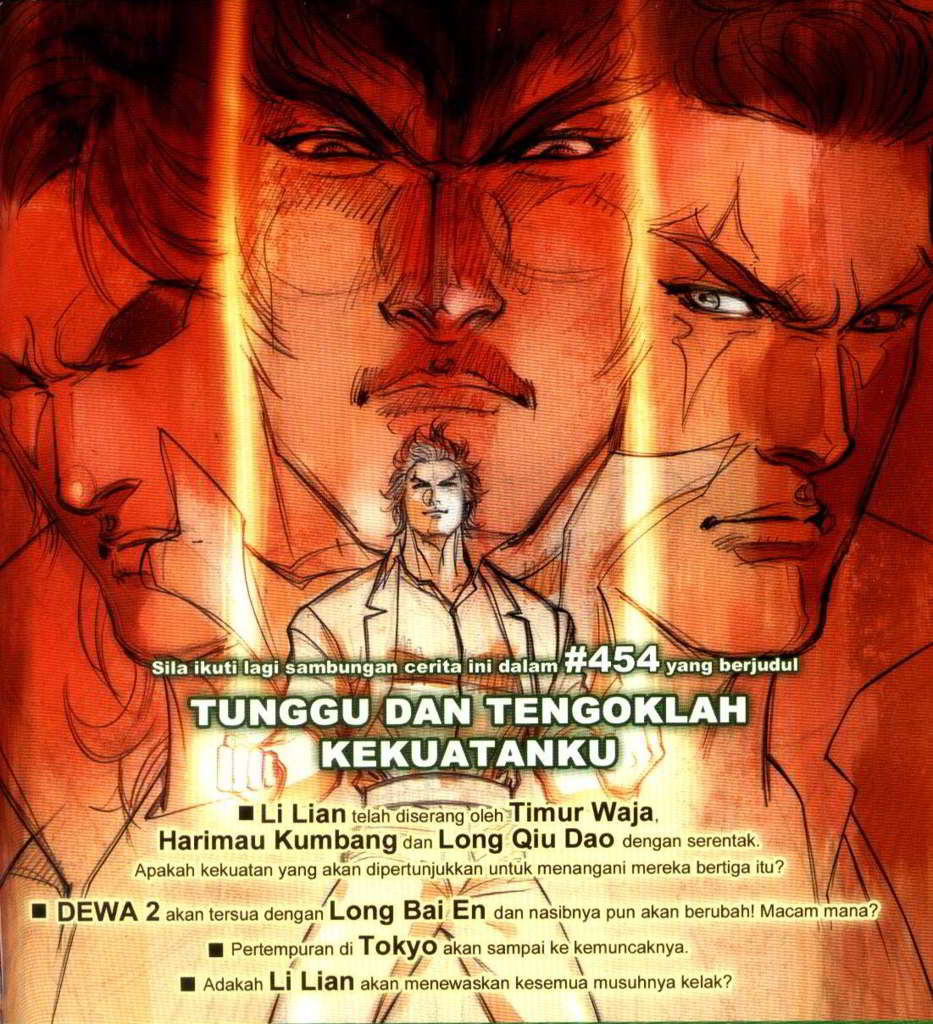 Sila ikuti lagi sambungan cerita ini dalam #454 yang berjudul
TUNGGU DAN TENGOKLAH
KEKUATANKU
■ Li Lian telah diserang oleh Timur Waja,
Harimau Kumbang dan Long Qiu Dao dengan serentak.
Apakah kekuatan yang akan dipertunjukkan untuk menangani mereka bertiga itu?
■ DEWA 2 akan tersua dengan Long Bai En dan nasibnya pun akan berubah! Macam mana?
■ Pertempuran di Tokyo akan sampai ke kemuncaknya.
■ Adakah Li Lian akan menewaskan kesemua musuhnya kelak?